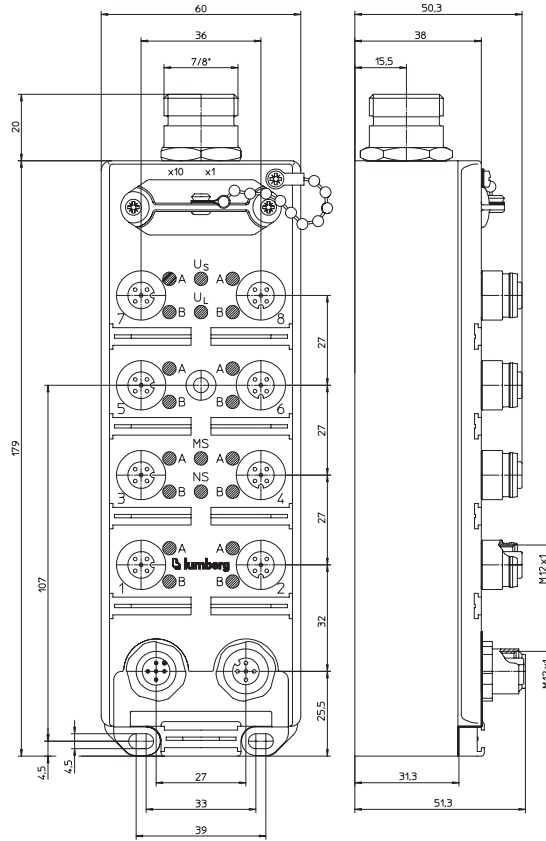 60
50,3
36
38
7/8"
15,5
20
x10 x1
US
A A
UL
B B
7 8
27
A A
B B
5 6
179
27
MS
A A
NS
B B
3 4
27
A A
lumberg
B B
1 2
M12x1
107
32
M12x1
25,5
4,5
4,5
27
31,3
33
51,3
39